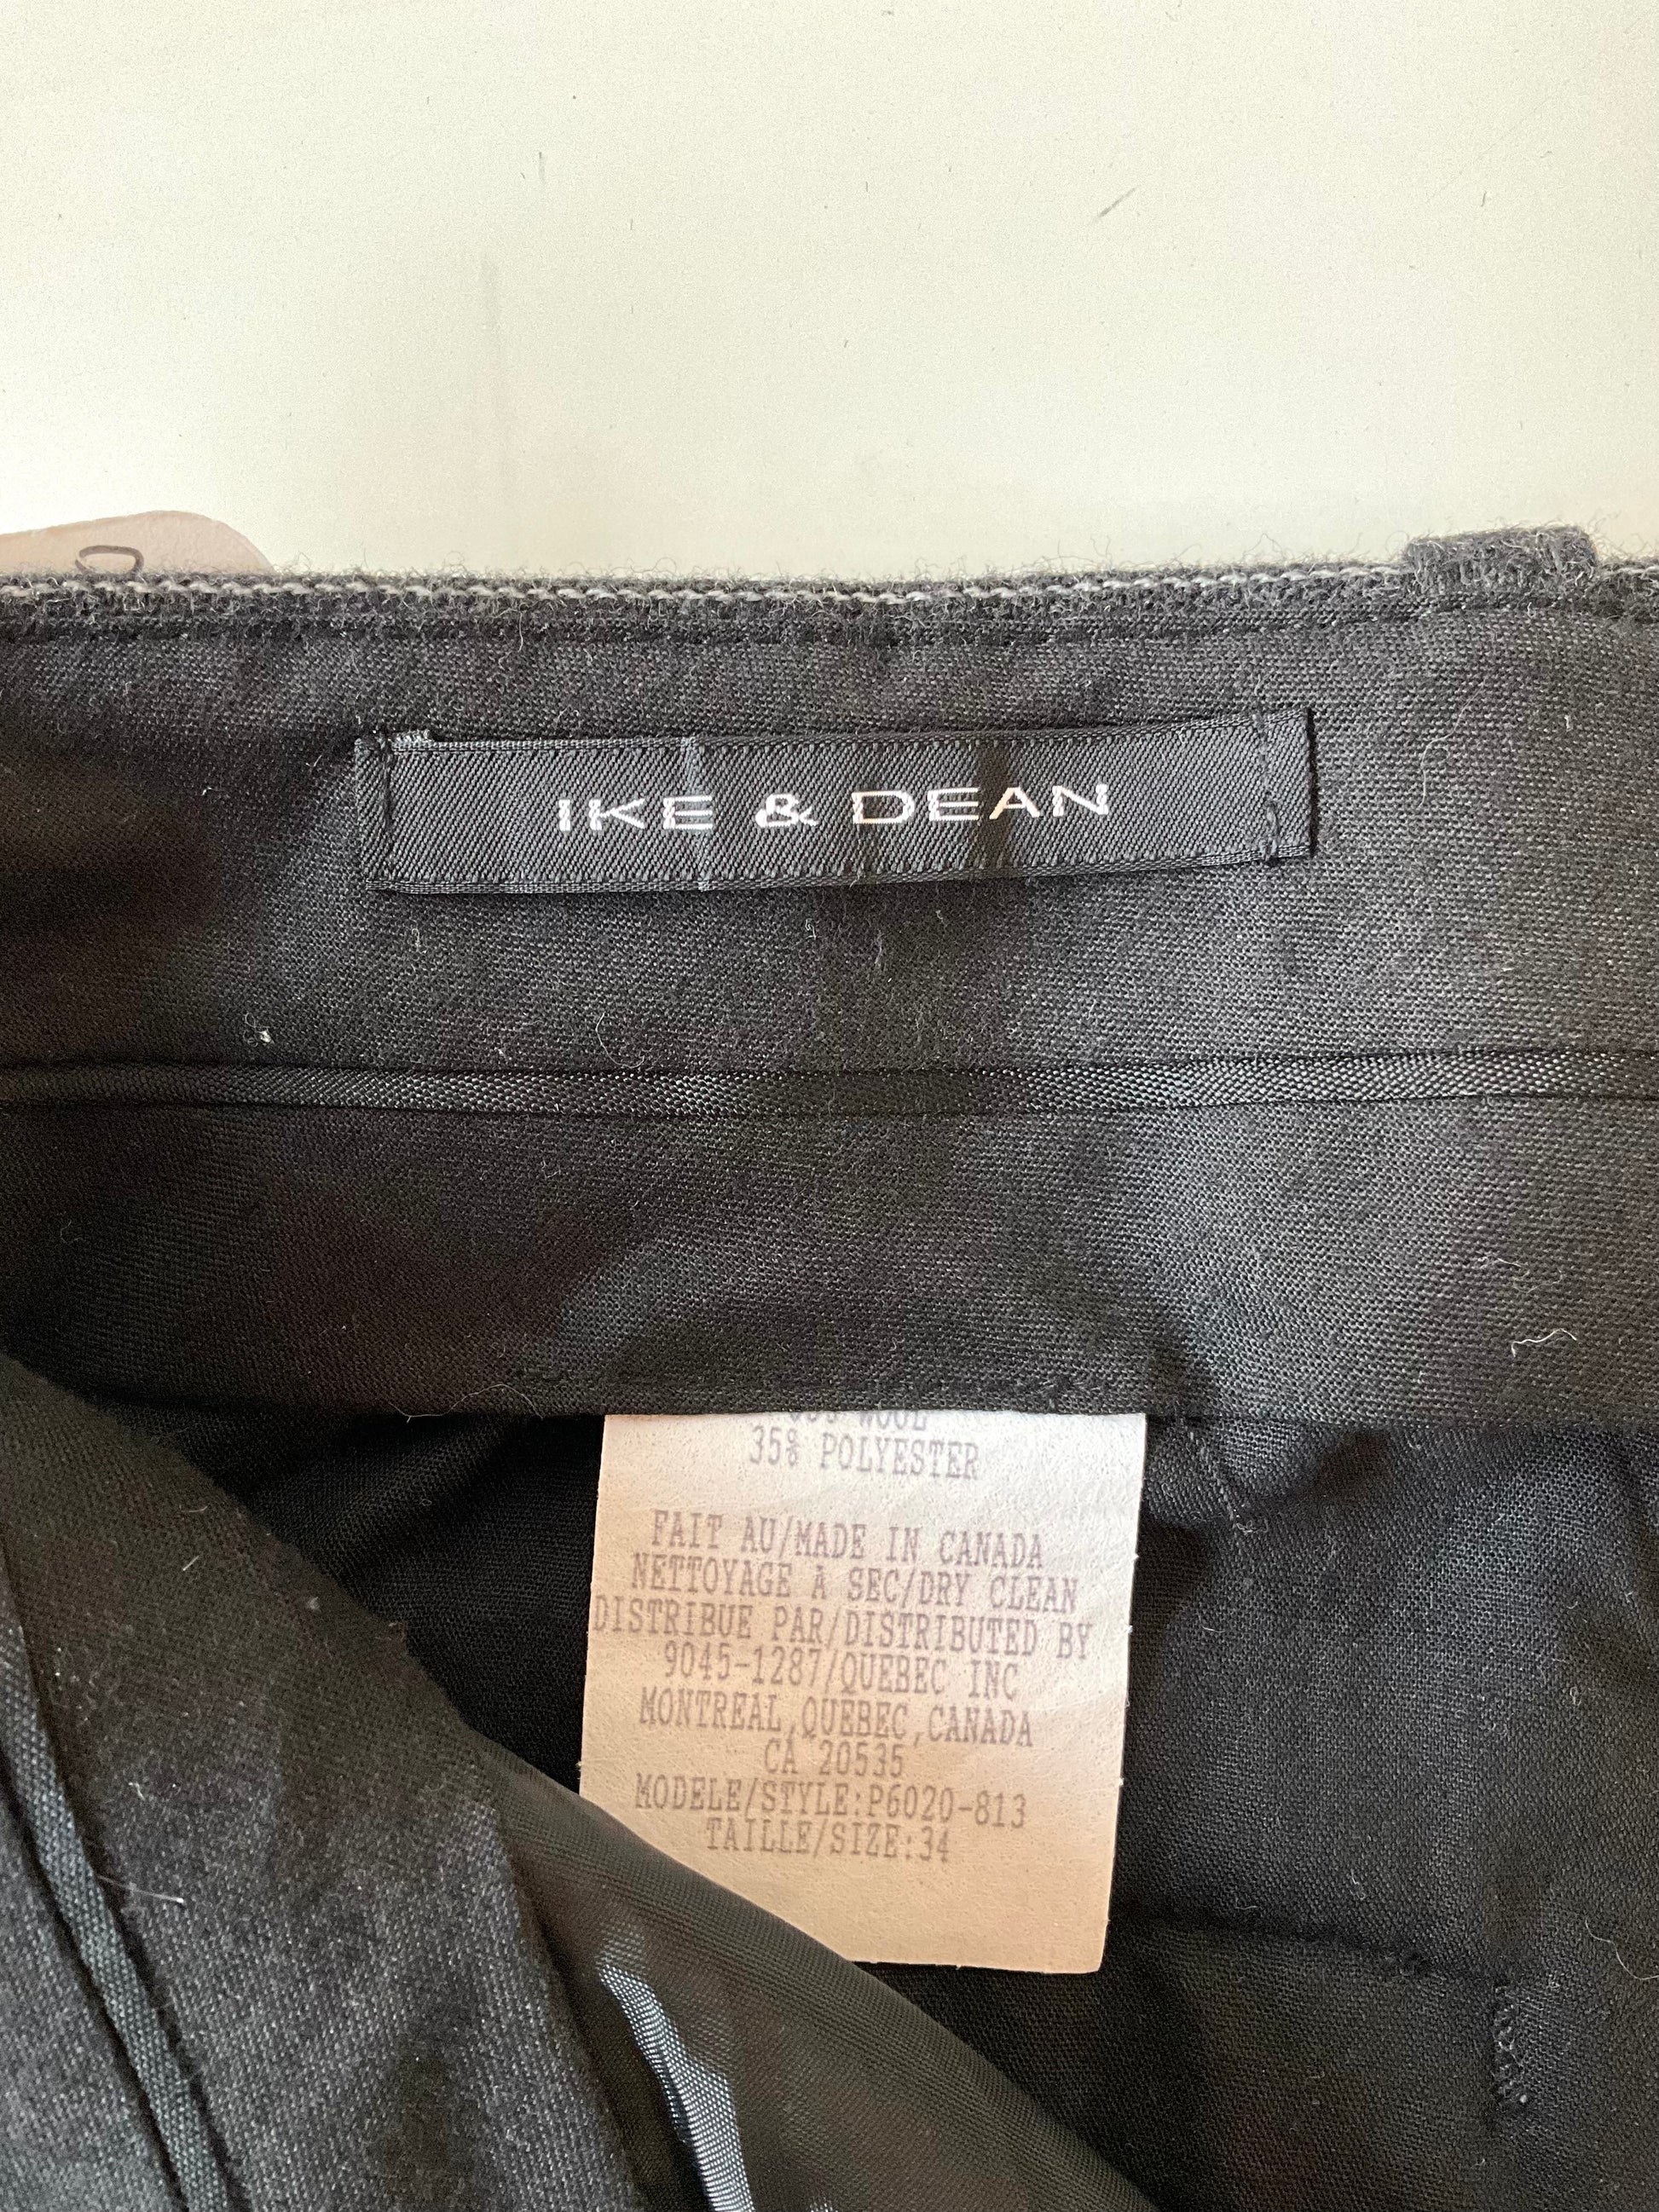 IKE & DEAN
WOOL
35% POLYESTER
FAIT AU/MADE IN CANADA
NETTOYAGE A SEC/DRY CLEAN
DISTRIBUE PAR/DISTRIBUTED BY
9045-1287/QUEBEC INC
MONTREAL,QUEBEC,CANADA
CA 20535
MODELE/STYLE:P6020-813
TAILLE/SIZE:34